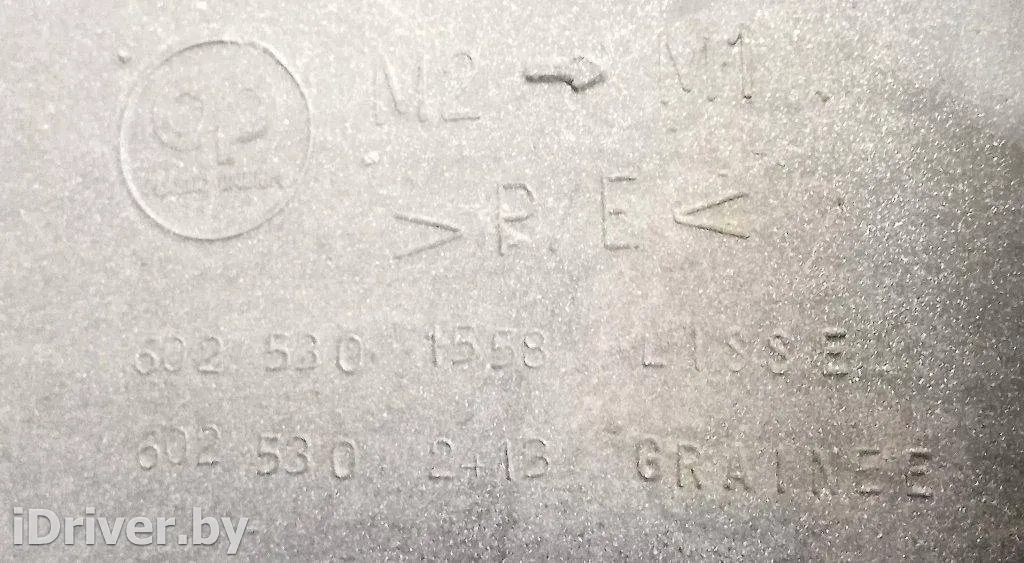 M2 → M1
>P/E<
602 530 1558 LISSE
602 530 2413 GRAINEE
iDriver.by